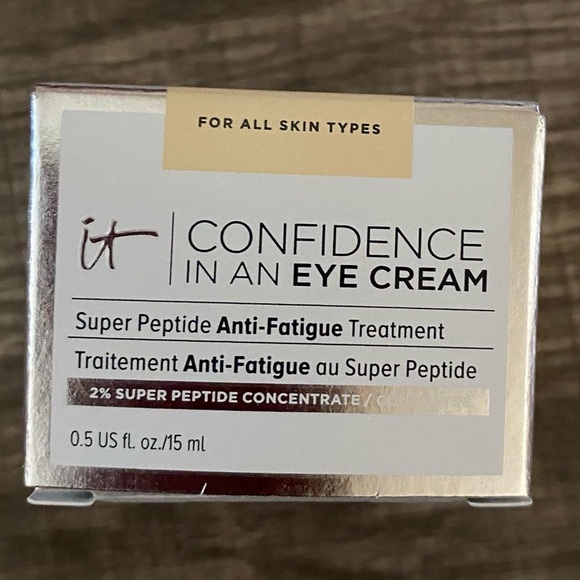 FOR ALL SKIN TYPES
it
CONFIDENCE
IN AN EYE CREAM
Super Peptide Anti-Fatigue Treatment
Traitement Anti-Fatigue au Super Peptide
2% SUPER PEPTIDE CONCENTRATE /
0.5 US fl. oz./15 ml